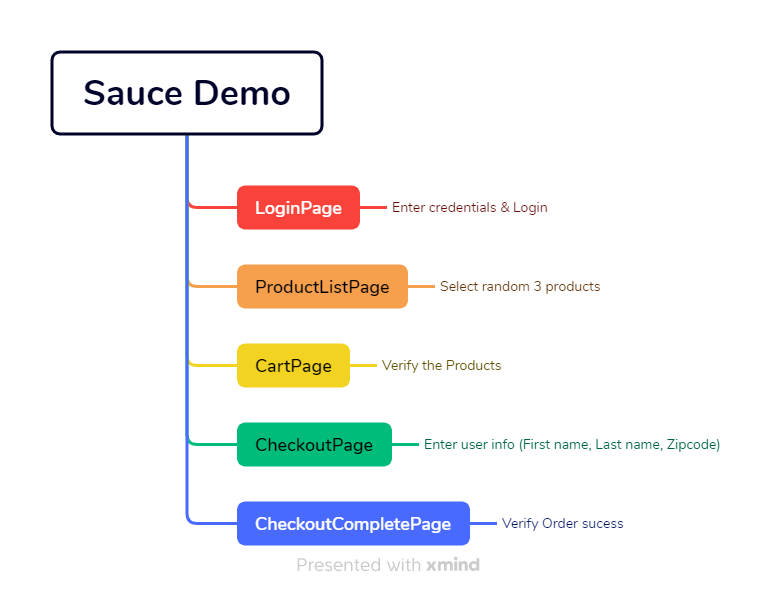 Sauce Demo
LoginPage
Enter credentials & Login
ProductListPage
Select random 3 products
CartPage
Verify the Products
CheckoutPage
Enter user info (First name, Last name, Zipcode)
CheckoutCompletePage
Verify Order sucess
Presented with xmind